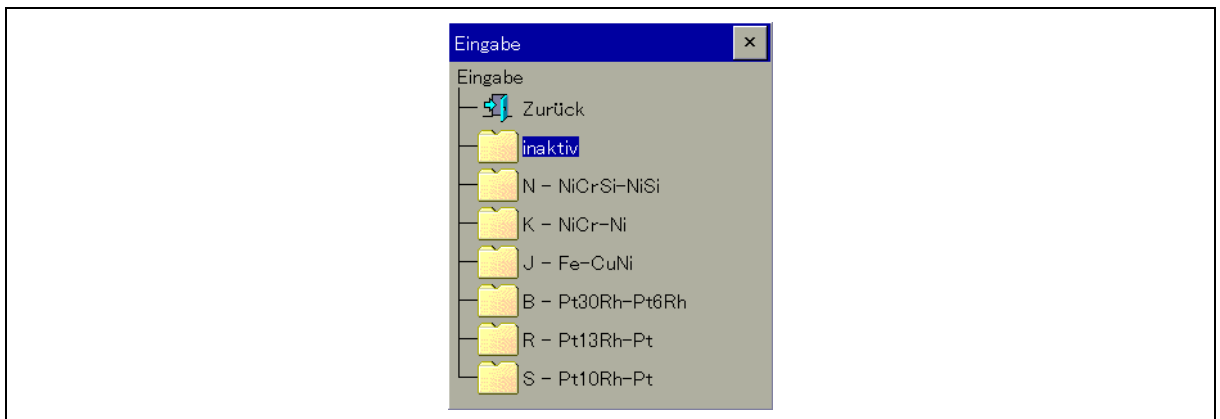 Eingabe
Eingabe
Zurück
inaktiv
N - NiCrSi-NiSi
K - NiCr-Ni
J - Fe-CuNi
B - Pt30Rh-Pt6Rh
R - Pt13Rh-Pt
S - Pt10Rh-Pt